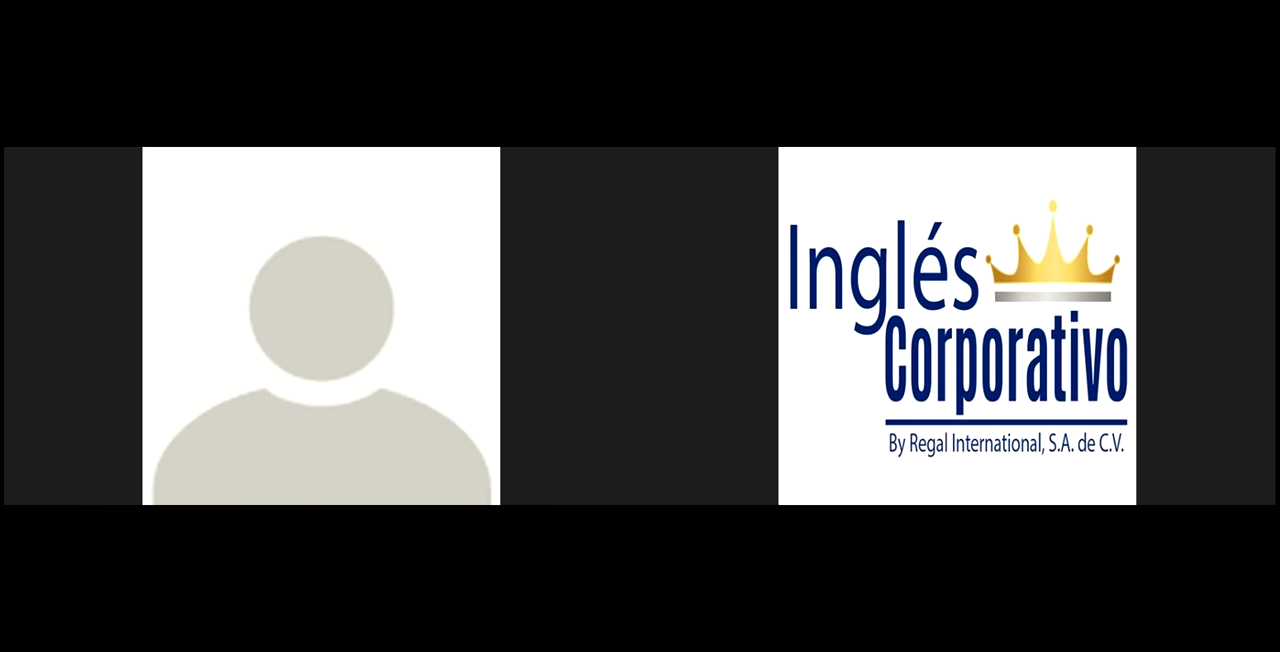 Inglés
Corporativo
By Regal International, S.A. de C.V.